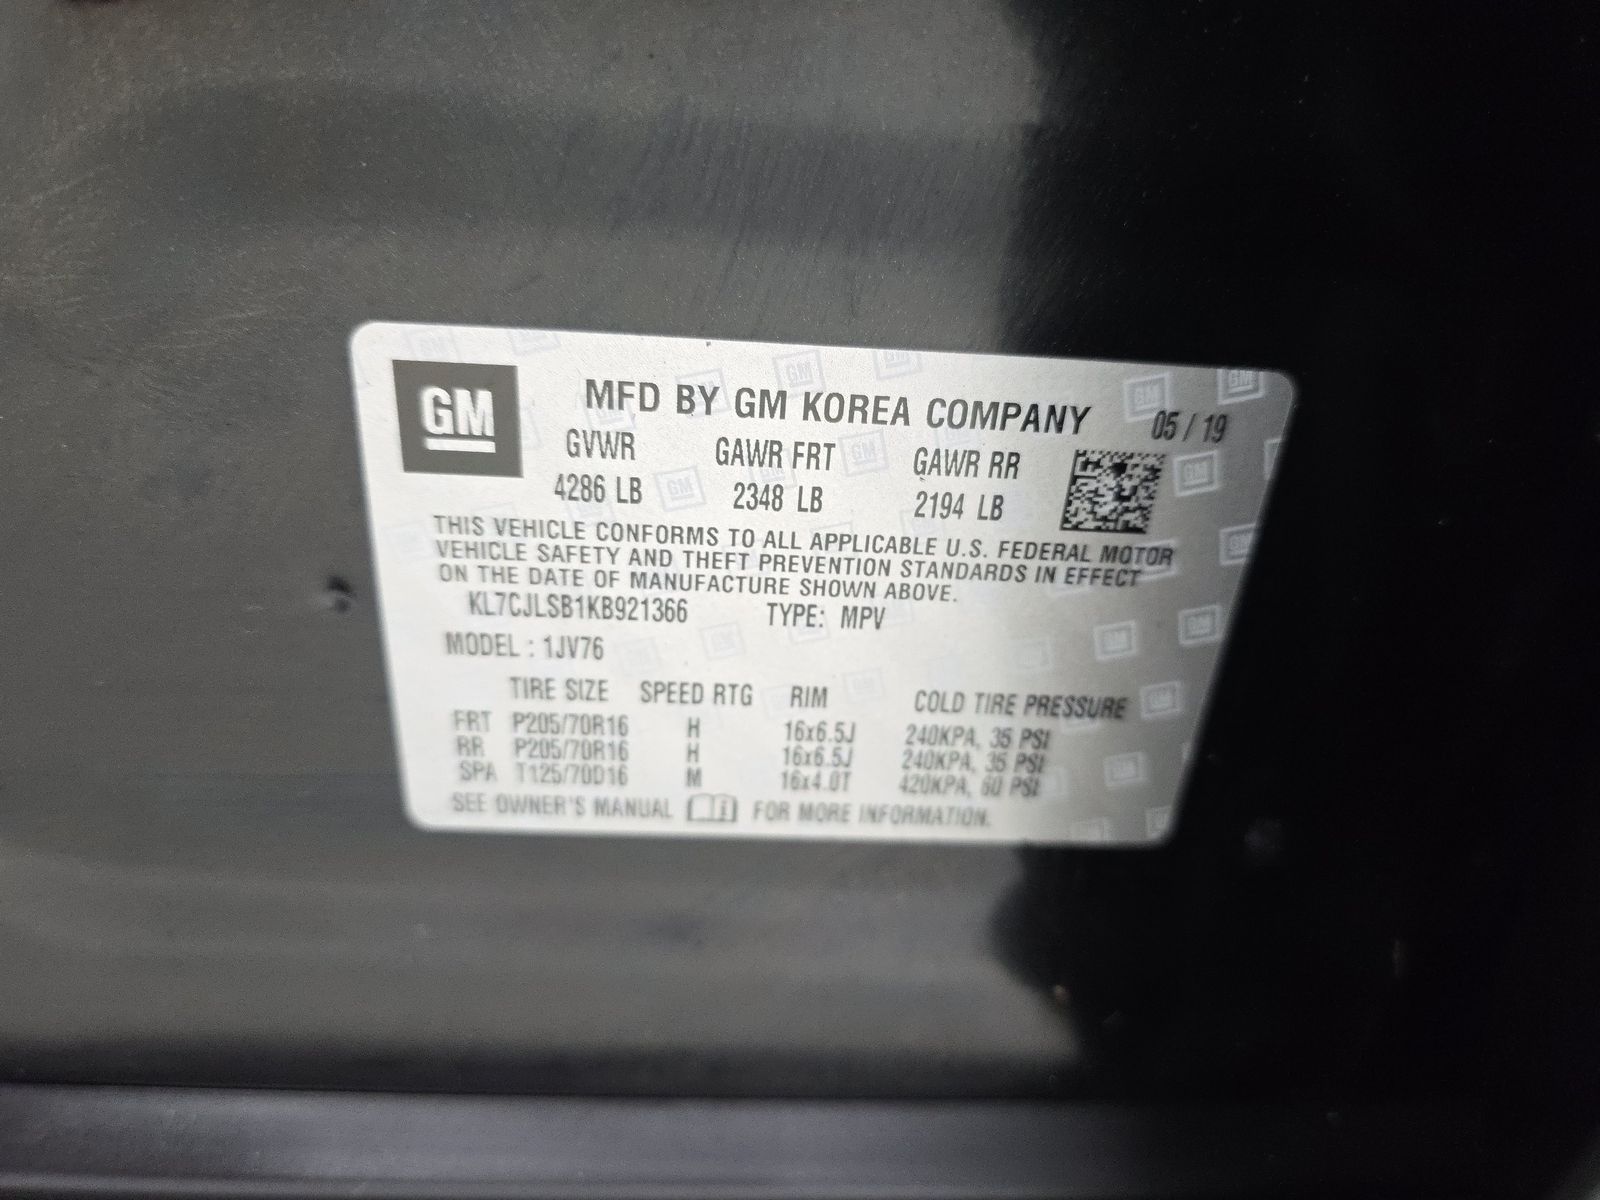 GM
MFD BY GM KOREA COMPANY 05 / 19
GVWR GAWR FRT GAWR RR
4286 LB 2348 LB 2194 LB
THIS VEHICLE CONFORMS TO ALL APPLICABLE U.S. FEDERAL MOTOR
VEHICLE SAFETY AND THEFT PREVENTION STANDARDS IN EFFECT
ON THE DATE OF MANUFACTURE SHOWN ABOVE.
KL7CJLSB1KB921366 TYPE: MPV
MODEL : 1JV76
TIRE SIZE SPEED RTG RIM COLD TIRE PRESSURE
FRT P205/70R16 H 16x6.5J 240KPA, 35 PSI
RR P205/70R16 H 16x6.5J 240KPA, 35 PSI
SPA T125/70D16 M 16x4.0T 420KPA, 60 PSI
SEE OWNER'S MANUAL FOR MORE INFORMATION.